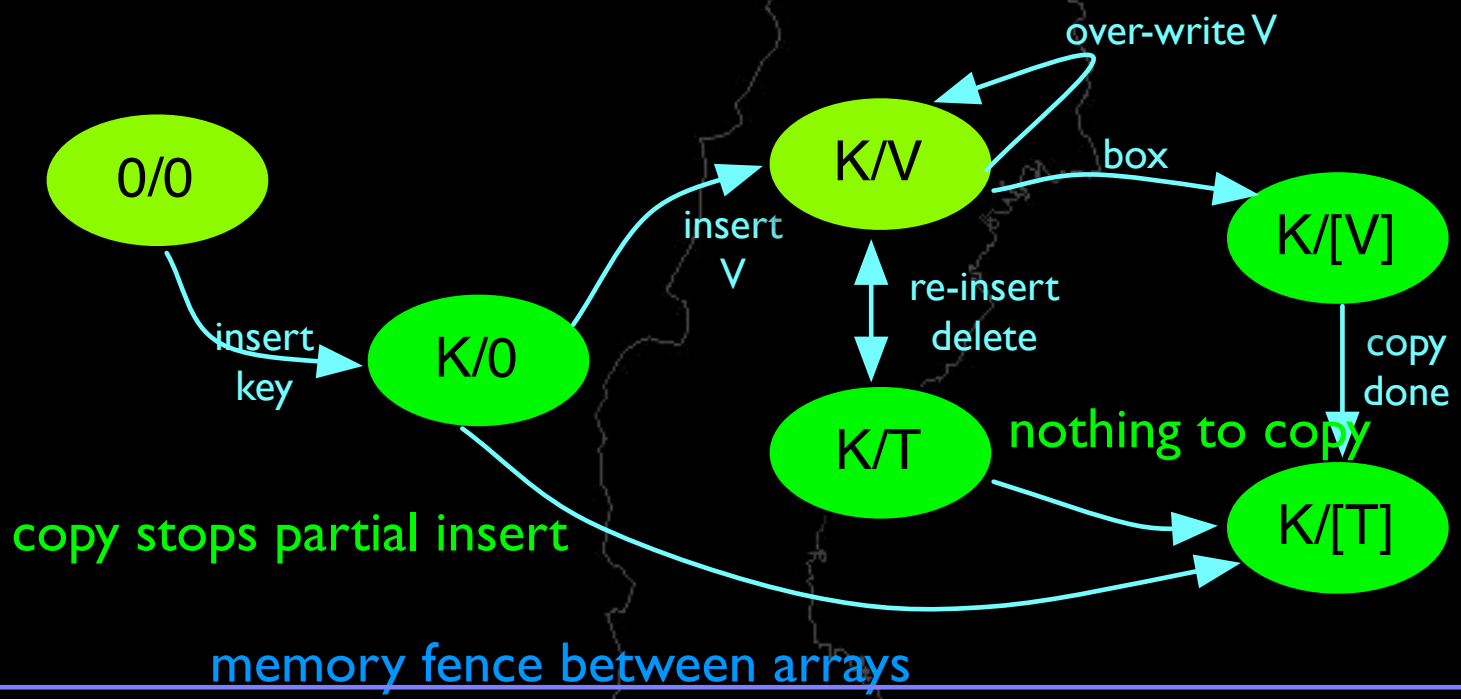 over-write V
0/0
K/V
box
insert
V
K/[V]
re-insert
delete
insert
key
K/0
copy
done
K/T
nothing to copy
copy stops partial insert
K/[T]
memory fence between arrays